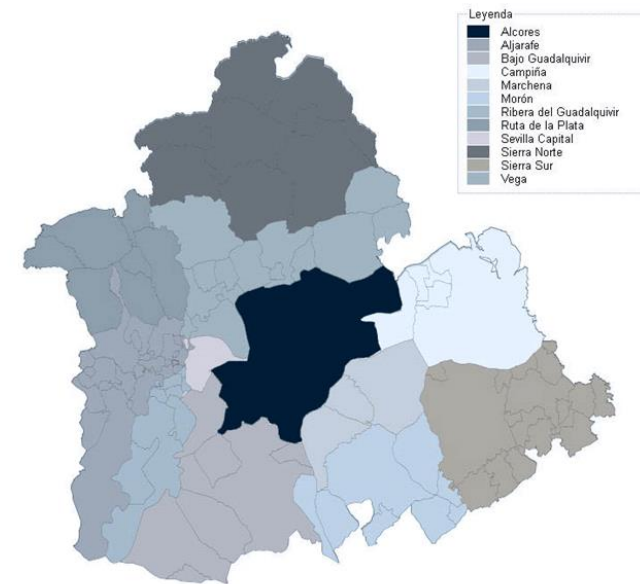 Leyenda
Alcores
Aljarafe
Bajo Guadalquivir
Campiña
Marchena
Morón
Ribera del Guadalquivir
Ruta de la Plata
Sevilla Capital
Sierra Norte
Sierra Sur
Vega